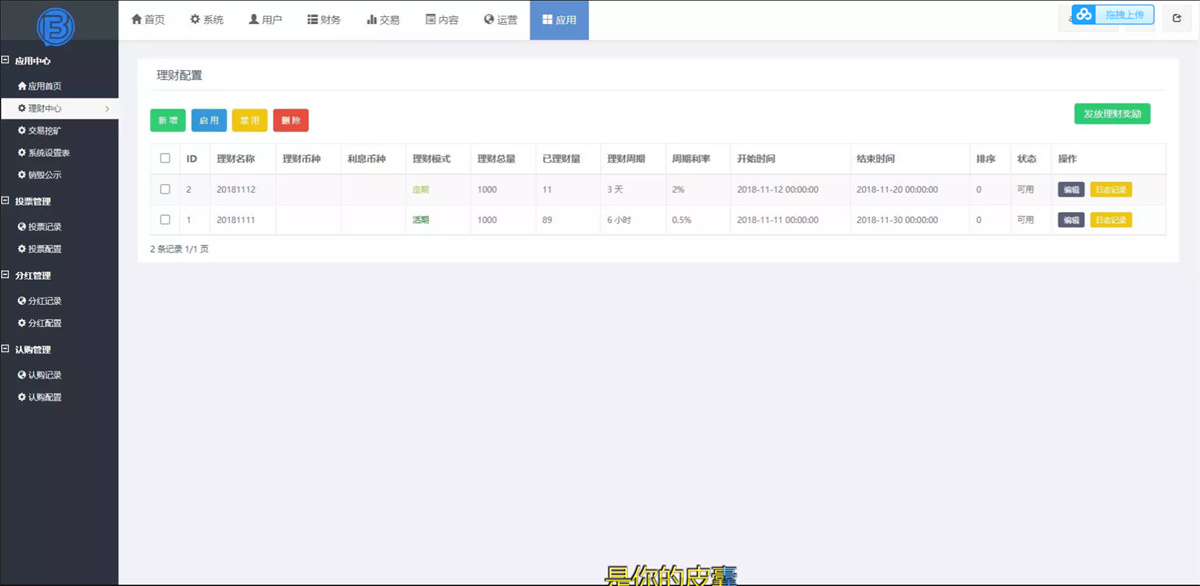 首页 系统 用户 财务 交易 内容 运营 应用
拖拽上传
应用中心
应用首页
理财中心
交易挖矿
系统设置表
销毁公示
投票管理
投票记录
投票配置
分红管理
分红记录
分红配置
认购管理
认购记录
认购配置
理财配置
新 增 启 用 禁 用 删 除
发放理财奖励
ID 理财名称 理财币种 利息币种 理财模式 理财总量 已理财量 理财周期 周期利率 开始时间 结束时间 排序 状态 操作
2 20181112 定期 1000 11 3 天 2% 2018-11-12 00:00:00 2018-11-20 00:00:00 0 可用 编辑 日志记录
1 20181111 活期 1000 89 6 小时 0.5% 2018-11-11 00:00:00 2018-11-30 00:00:00 0 可用 编辑 日志记录
2 条记录 1/1 页
是你的皮囊